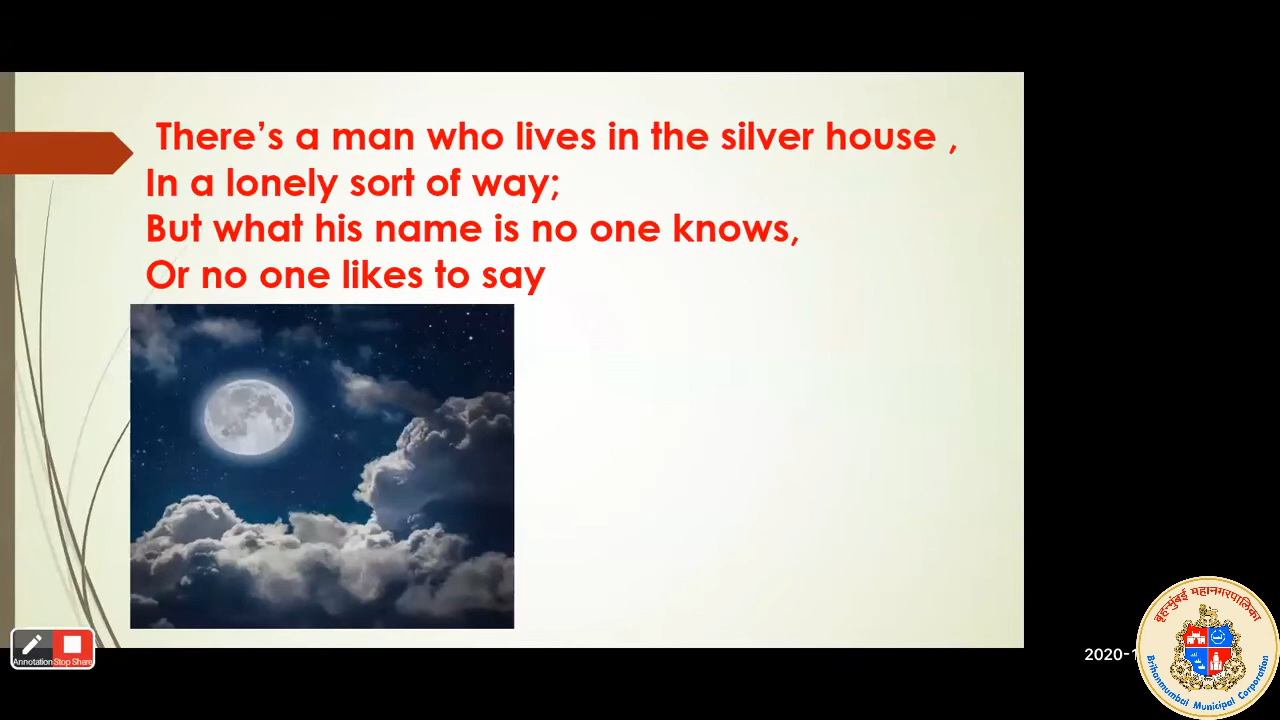 There's a man who lives in the silver house ,
In a lonely sort of way;
But what his name is no one knows,
Or no one likes to say
Annotation Stop Share
2020-1
बृहन्मुंबई महानगरपालिका
Brihanmumbai Municipal Corporation